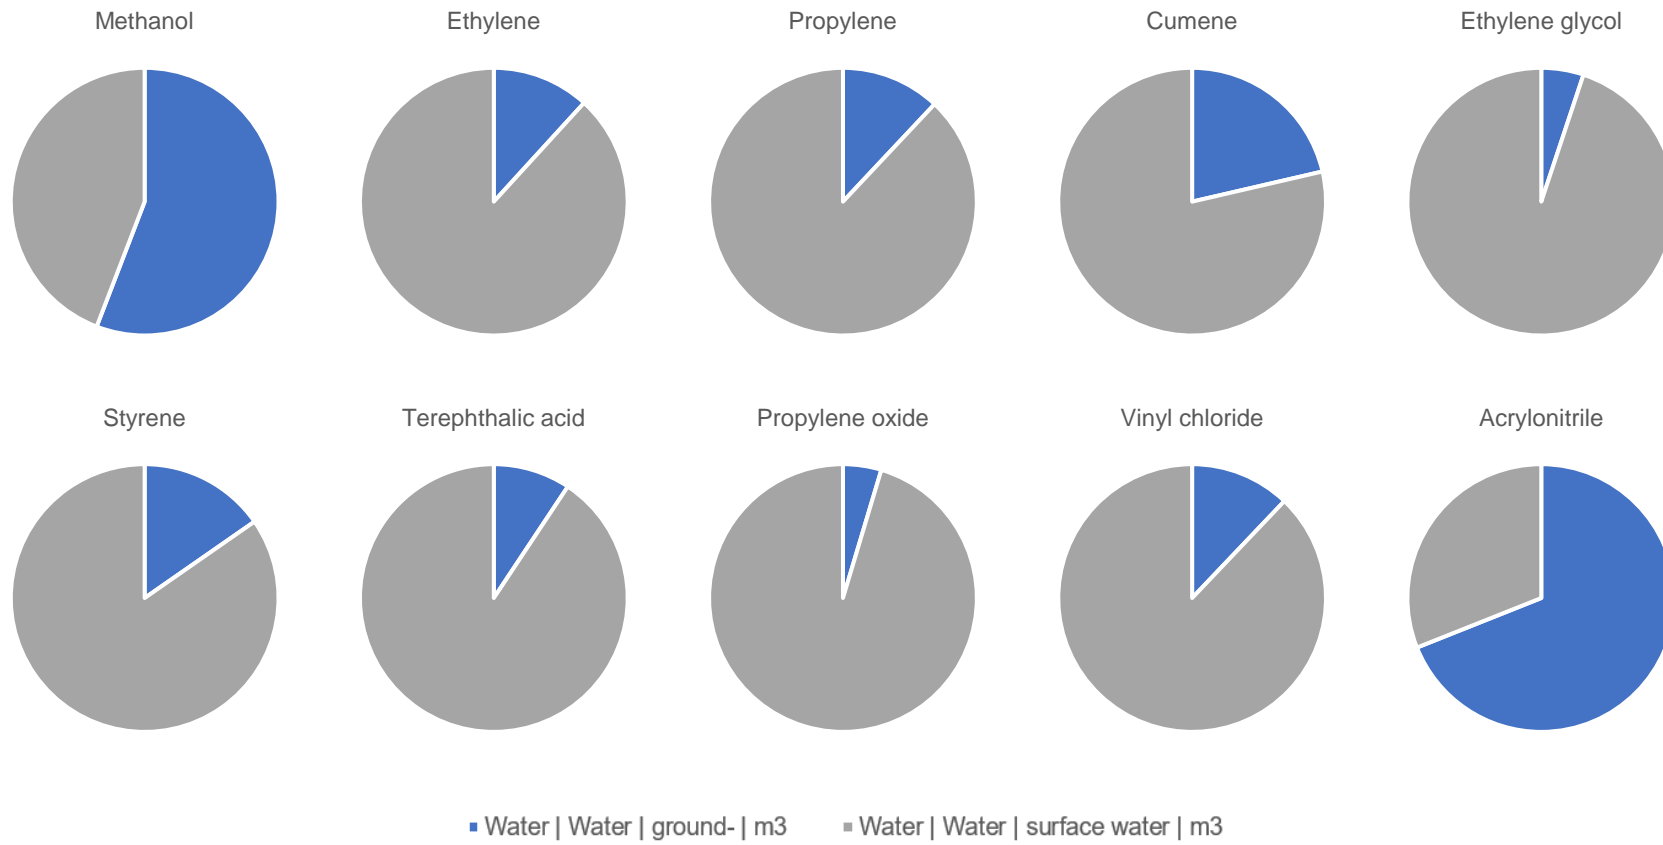 Methanol
Ethylene
Propylene
Cumene
Ethylene glycol
Styrene
Terephthalic acid
Propylene oxide
Vinyl chloride
Acrylonitrile
Water | Water | ground- | m3
Water | Water | surface water | m3